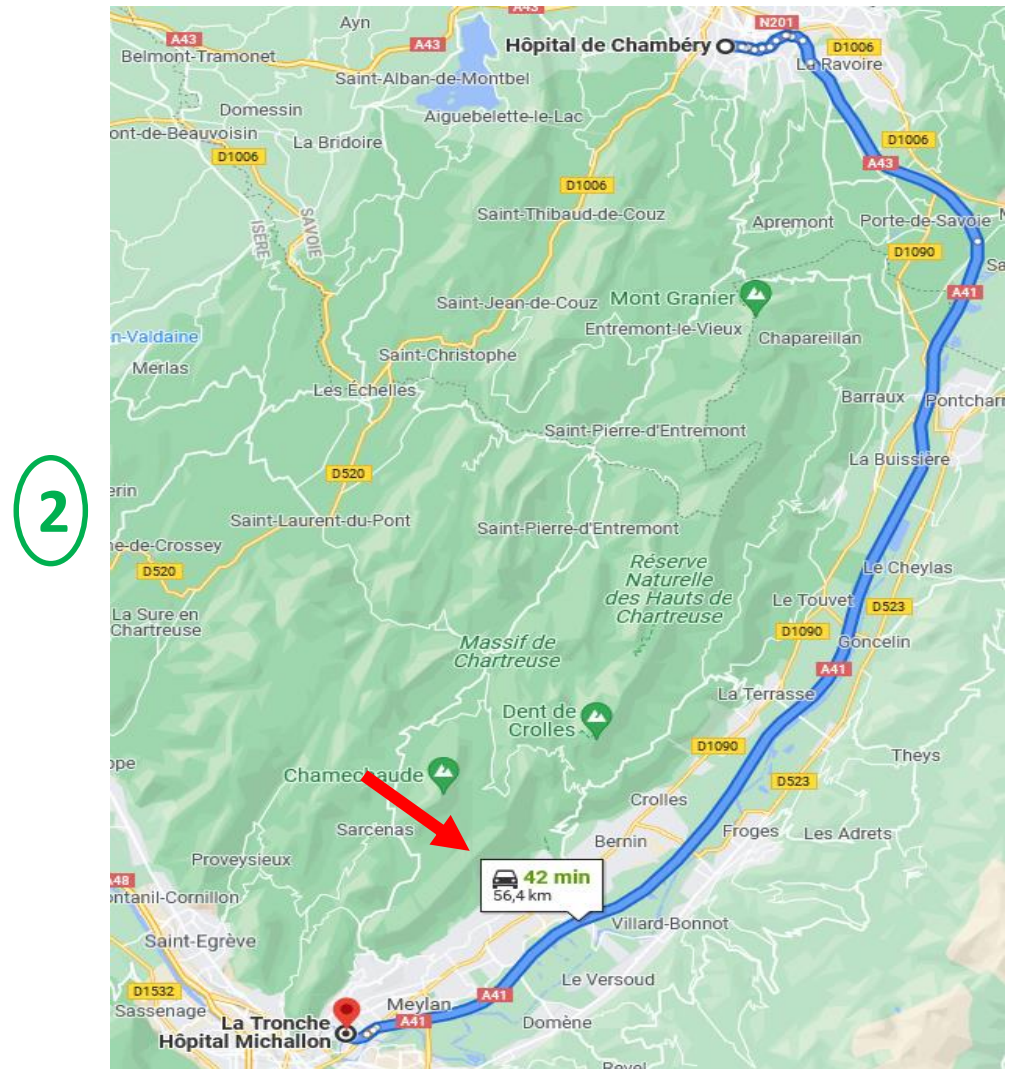 A43
Ayn
N201
A43
A43
Hôpital de Chambéry
D1006
Belmont-Tramonet
La Ravoire
Saint-Alban-de-Montbel
Domessin
Aiguebelette-le-Lac
ont-de-Beauvoisin
La Bridoire
D1006
D1006
A43
D1006
ISÈRE
SAVOIE
Saint-Thibaud-de-Couz
Apremont
Porte-de-Savoie
D1090
Sa
A41
Saint-Jean-de-Couz
Mont Granier
Entremont-le-Vieux
Chapareillan
n-Valdaine
Merlas
Saint-Christophe
Les Échelles
Barraux
Pontcharr
Saint-Pierre-d'Entremont
La Buissière
D520
2
erin
Saint-Laurent-du-Pont
Saint-Pierre-d'Entremont
e-de-Crossey
D520
Réserve
Naturelle
des Hauts de
Chartreuse
Le Cheylas
Le Touvet
D523
La Sure en
Chartreuse
D1090
Goncelin
Massif de
Chartreuse
A41
La Terrasse
Dent de
Crolles
D1090
Theys
ppe
Chamechaude
D523
Crolles
Sarcenas
Froges
Les Adrets
Bernin
Proveysieux
A48
ontanil-Cornillon
42 min
56,4 km
Villard-Bonnot
Saint-Egrève
Le Versoud
D1532
A41
Sassenage
Meylan
La Tronche
Hôpital Michallon
A41
Domène
Revel